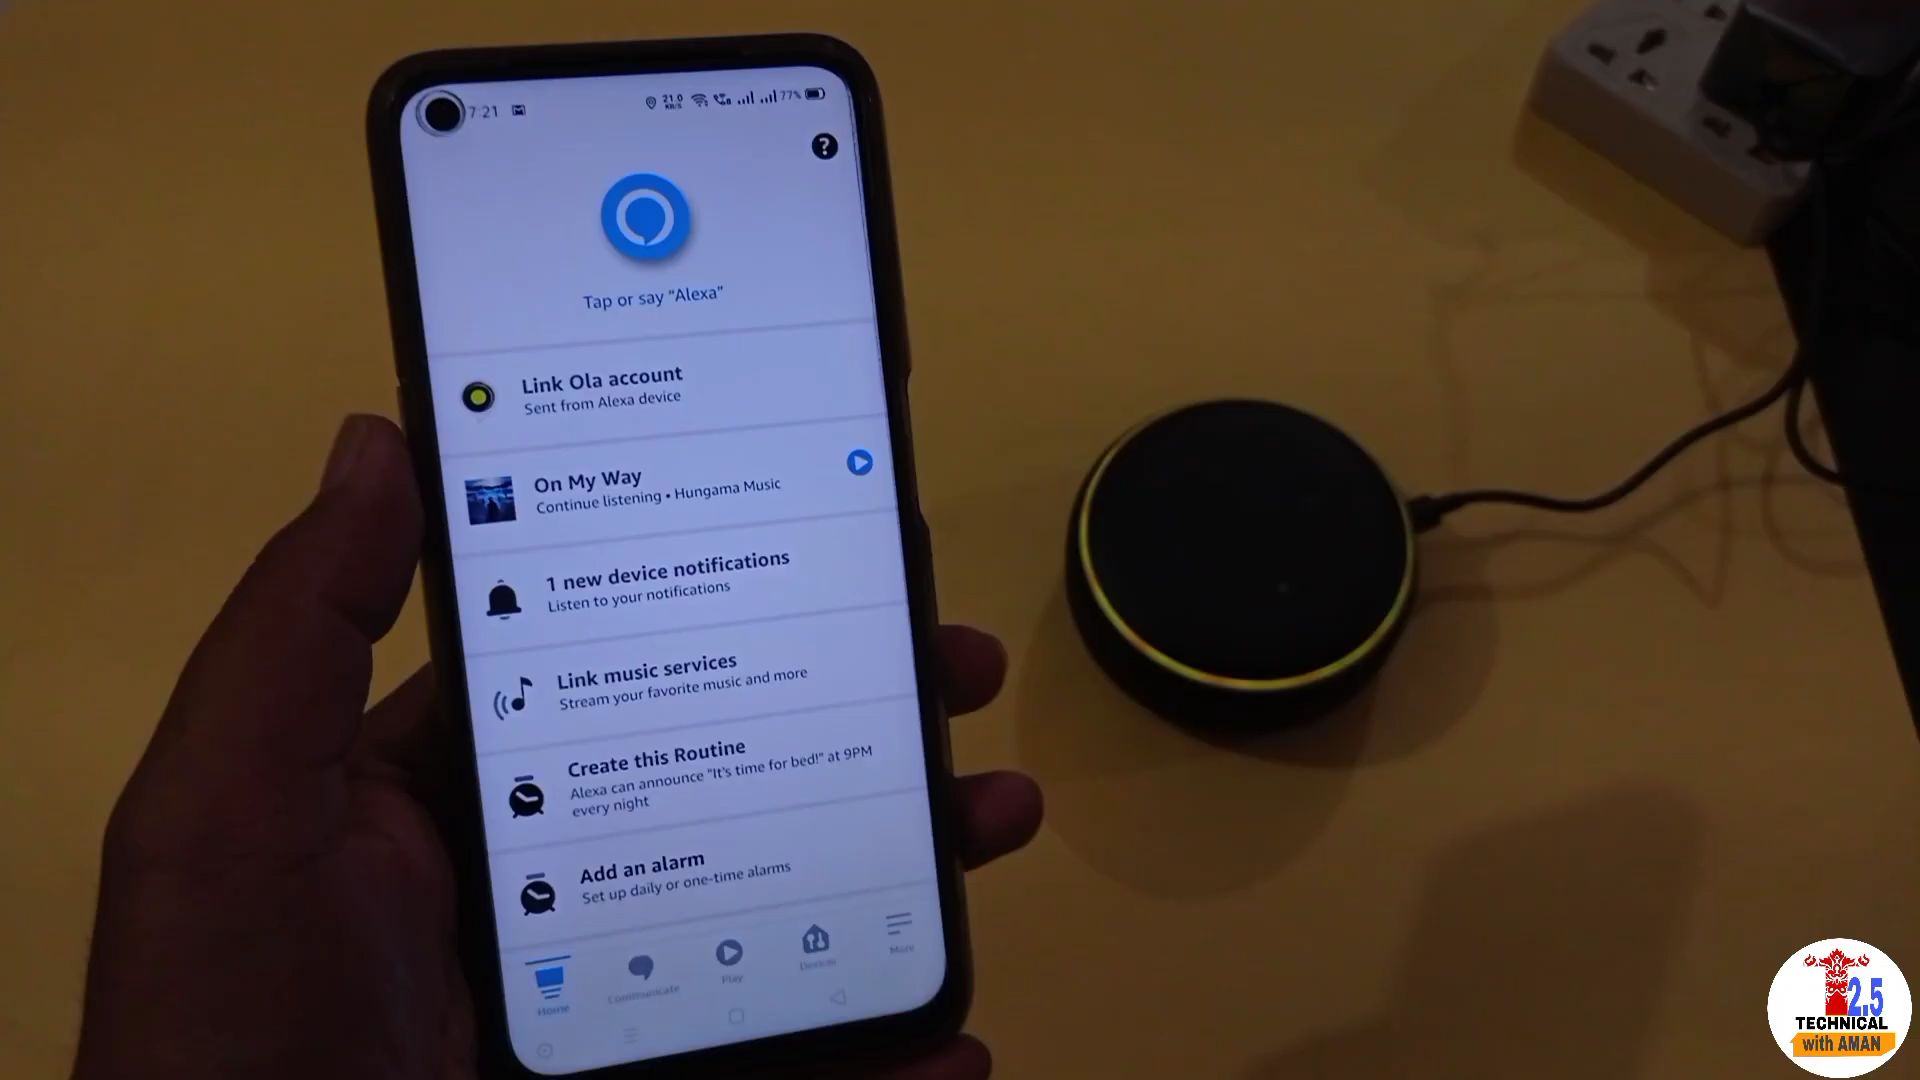 7:21
21.0
KB/S
77%
?
Tap or say “Alexa”
Link Ola account
Sent from Alexa device
On My Way
Continue listening • Hungama Music
1 new device notifications
Listen to your notifications
Link music services
Stream your favorite music and more
Create this Routine
Alexa can announce “It’s time for bed!” at 9PM
every night
Add an alarm
Set up daily or one-time alarms
Home
Communicate
Play
Devices
More
2.5
TECHNICAL
with AMAN